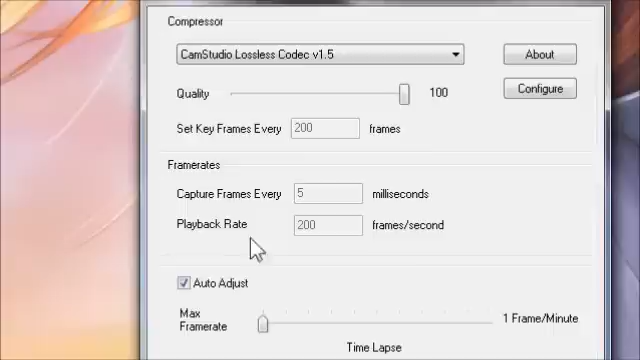 Compressor
CamStudio Lossless Codec v1.5
About
Quality
100
Configure
Set Key Frames Every 200 frames
Framerates
Capture Frames Every 5 milliseconds
Playback Rate 200 frames/second
Auto Adjust
Max
Framerate
1 Frame/Minute
Time Lapse